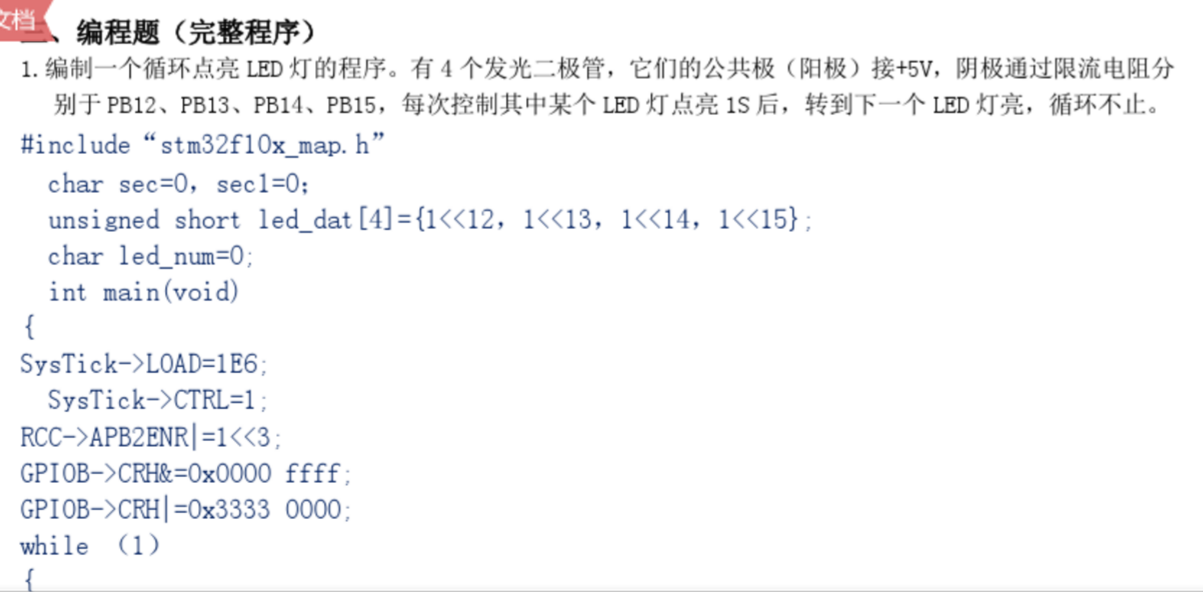 文档
三、编程题（完整程序）
1. 编制一个循环点亮 LED 灯的程序。有 4 个发光二极管，它们的公共极（阳极）接+5V，阴极通过限流电阻分
别于 PB12、PB13、PB14、PB15，每次控制其中某个 LED 灯点亮 1S 后，转到下一个 LED 灯亮，循环不止。
#include “stm32f10x_map.h”
char sec=0，sec1=0；
unsigned short led_dat[4]={1<<12，1<<13，1<<14，1<<15}；
char led_num=0;
int main(void)
{
SysTick->LOAD=1E6;
SysTick->CTRL=1;
RCC->APB2ENR|=1<<3;
GPIOB->CRH&=0x0000 ffff;
GPIOB->CRH|=0x3333 0000;
while （1）
{